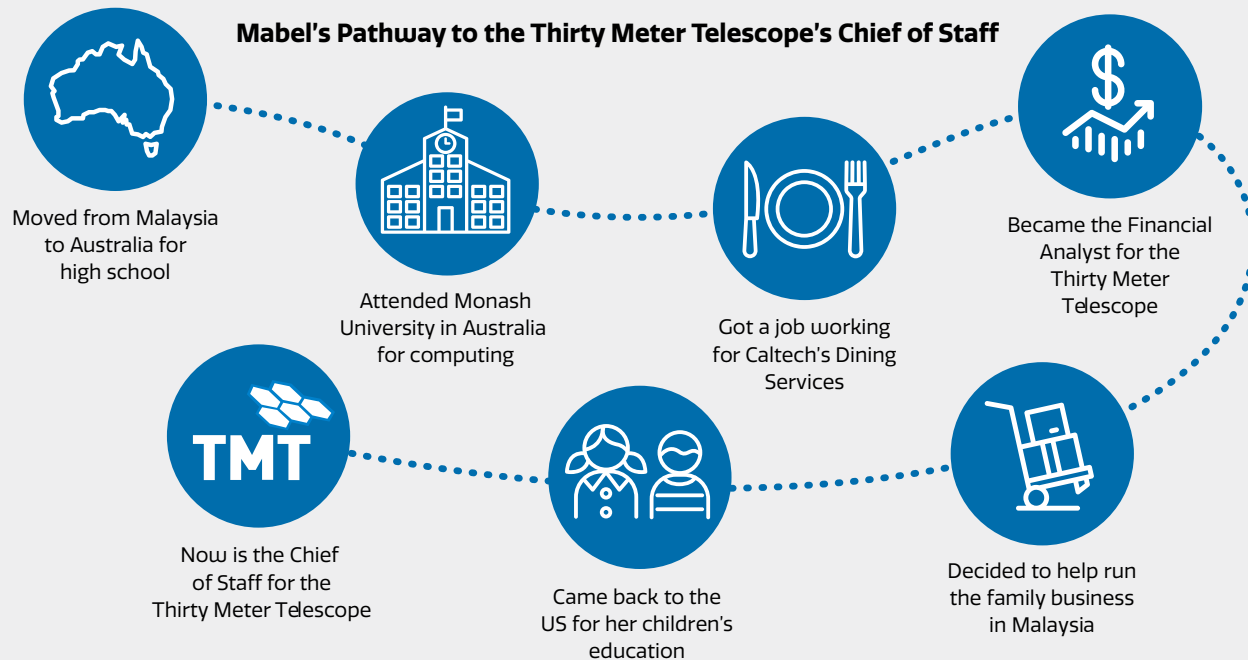 Mabel's Pathway to the Thirty Meter Telescope's Chief of Staff
Moved from Malaysia
to Australia for
high school
Attended Monash
University in Australia
for computing
Got a job working
for Caltech's Dining
Services
$
Became the Financial
Analyst for the
Thirty Meter
Telescope
Decided to help run
the family business
in Malaysia
Came back to the
US for her children's
education
TMT
Now is the Chief
of Staff for the
Thirty Meter Telescope